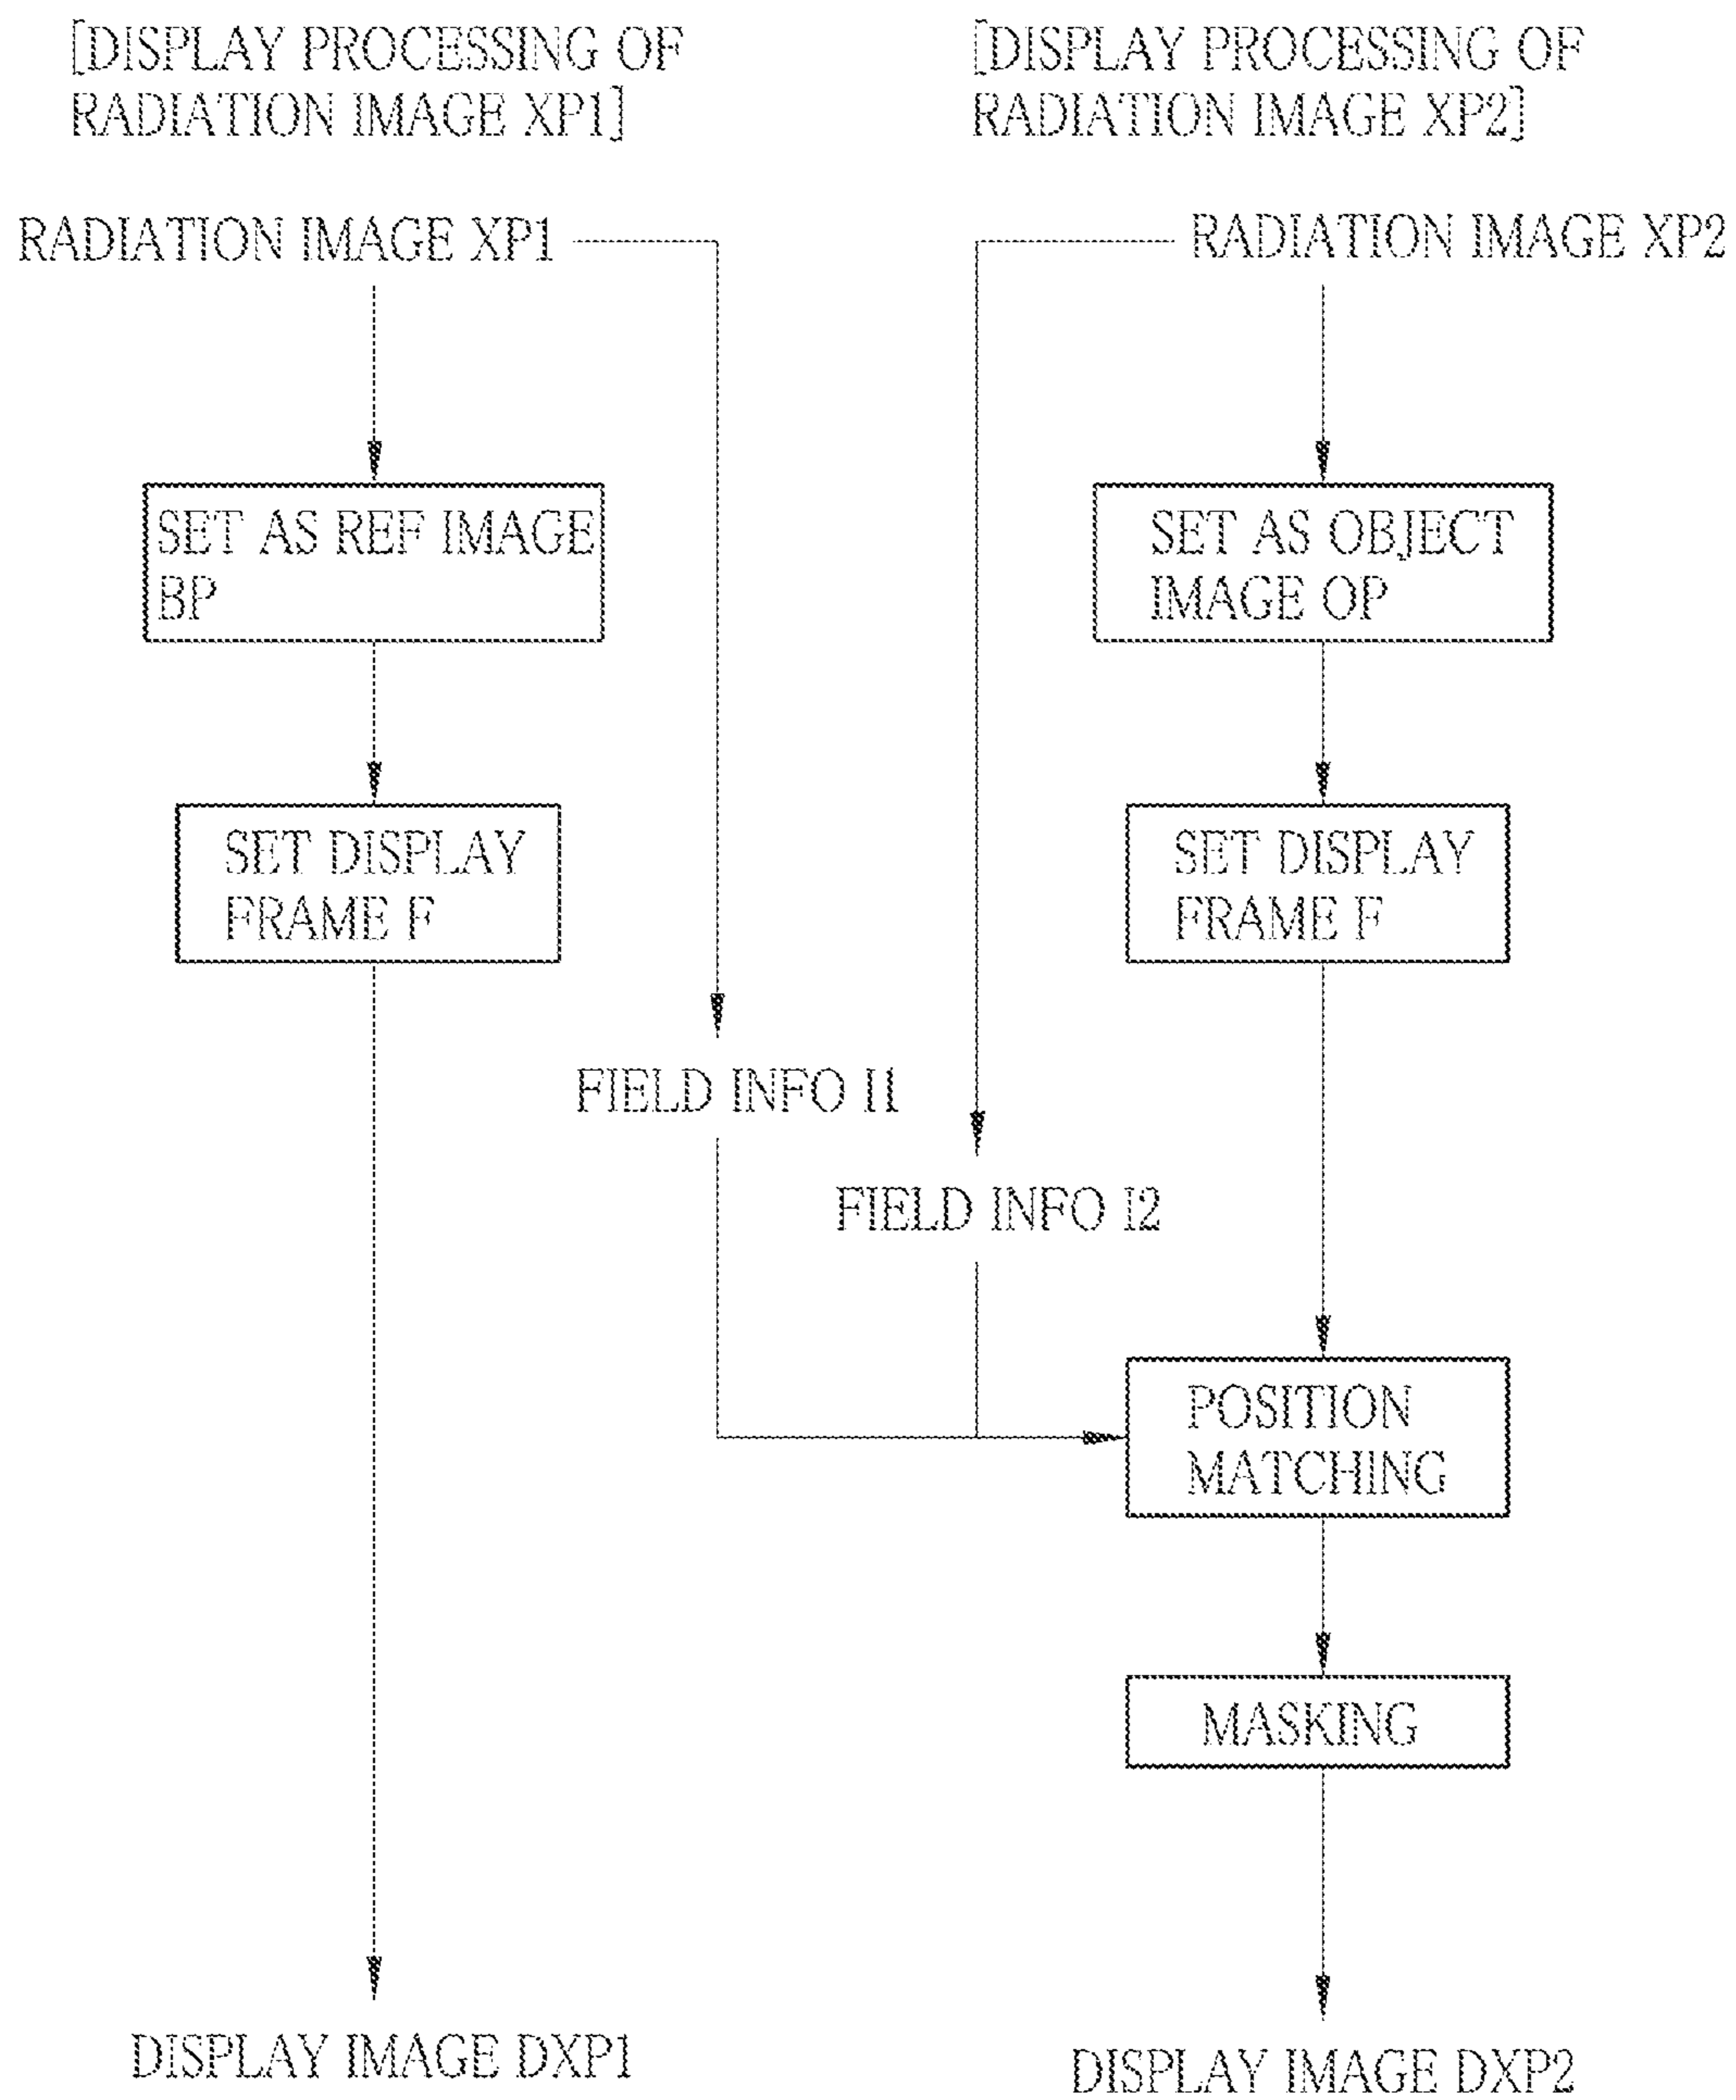 [DISPLAY PROCESSING OF
RADIATION IMAGE XP1]
[DISPLAY PROCESSING OF
RADIATION IMAGE XP2]
RADIATION IMAGE XP1
RADIATION IMAGE XP2
SET AS REF IMAGE
BP
SET AS OBJECT
IMAGE OP
SET DISPLAY
FRAME F
SET DISPLAY
FRAME F
FIELD INFO I1
FIELD INFO I2
POSITION
MATCHING
MASKING
DISPLAY IMAGE DXP1
DISPLAY IMAGE DXP2